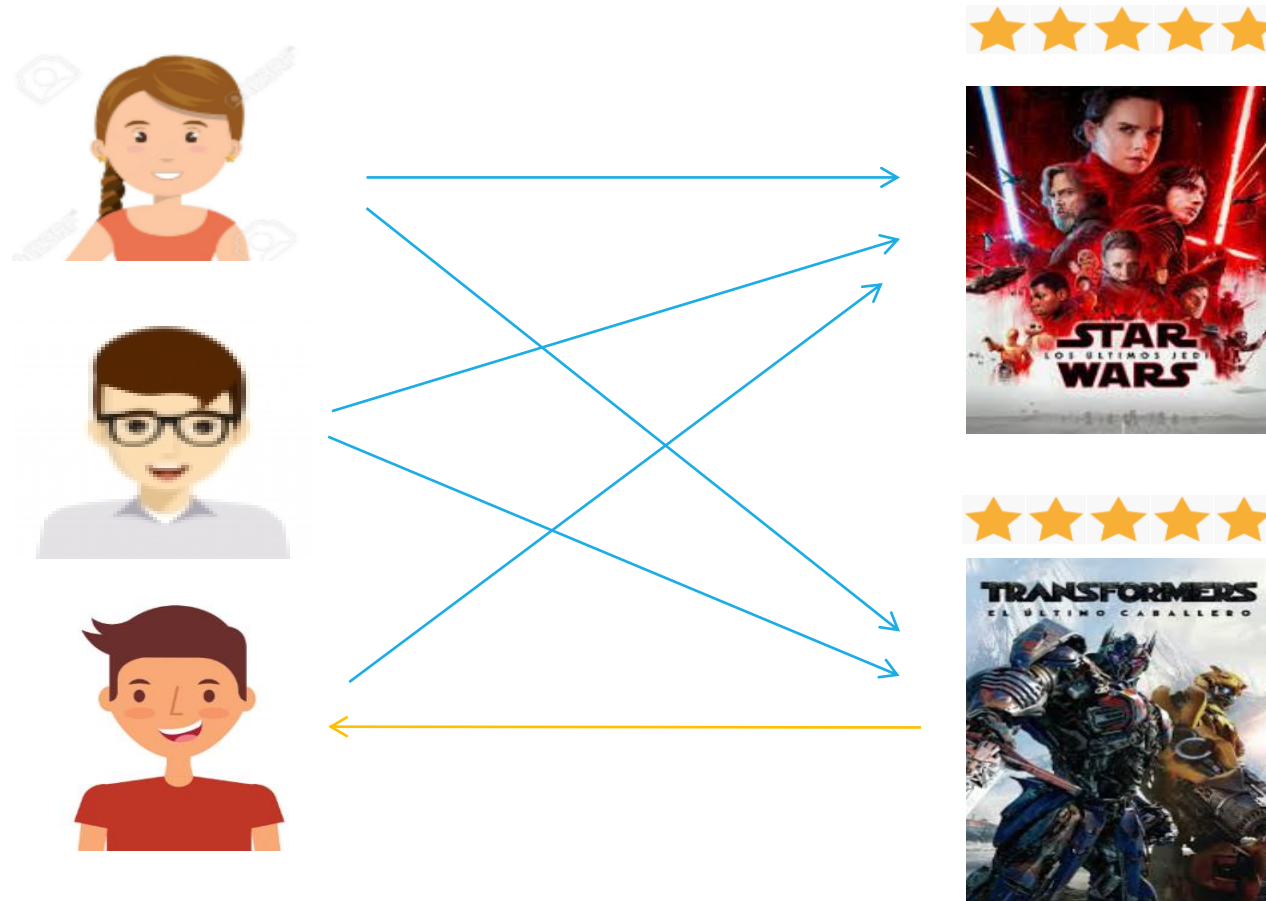 STAR
LOS ÚLTIMOS JEDI
WARS
TRANSFORMERS
EL ÚLTIMO CABALLERO